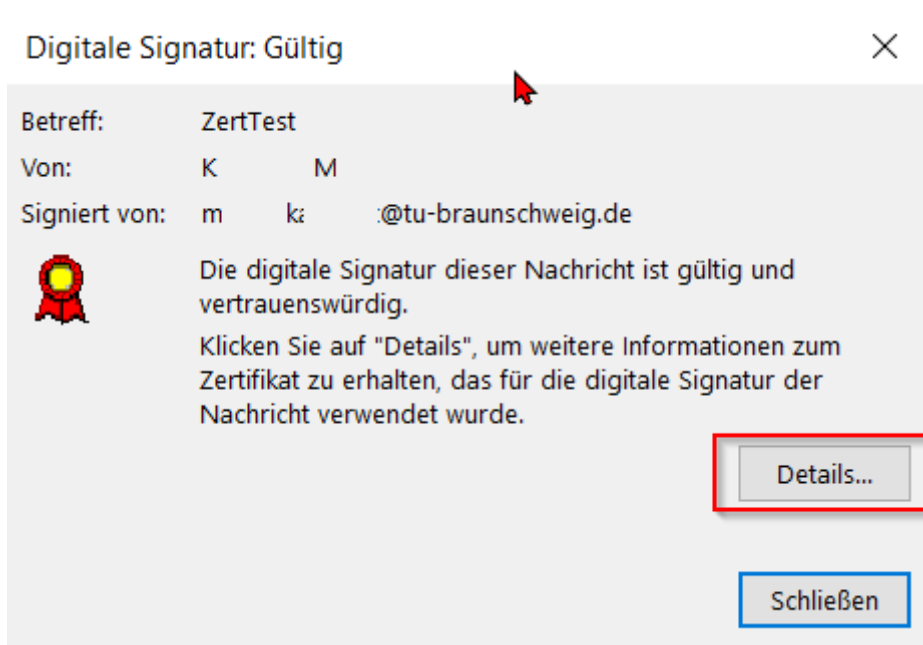 Digitale Signatur: Gültig
Betreff: ZertTest
Von: K M
Signiert von: m ka :@tu-braunschweig.de
Die digitale Signatur dieser Nachricht ist gültig und
vertrauenswürdig.
Klicken Sie auf "Details", um weitere Informationen zum
Zertifikat zu erhalten, das für die digitale Signatur der
Nachricht verwendet wurde.
Details...
Schließen